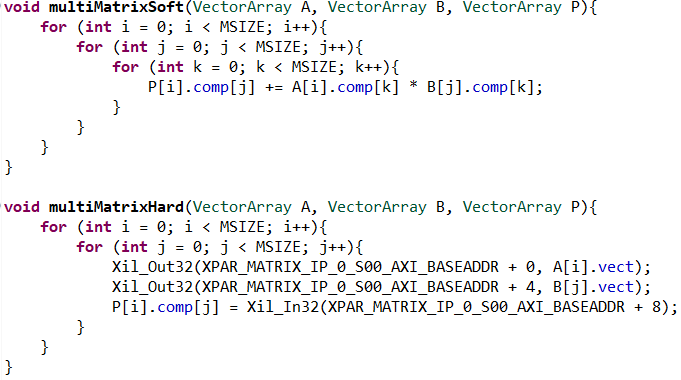 void multiMatrixSoft(VectorArray A, VectorArray B, VectorArray P){
    for (int i = 0; i < MSIZE; i++){
        for (int j = 0; j < MSIZE; j++){
            for (int k = 0; k < MSIZE; k++){
                P[i].comp[j] += A[i].comp[k] * B[j].comp[k];
            }
        }
    }
}

void multiMatrixHard(VectorArray A, VectorArray B, VectorArray P){
    for (int i = 0; i < MSIZE; i++){
        for (int j = 0; j < MSIZE; j++){
            Xil_Out32(XPAR_MATRIX_IP_0_S00_AXI_BASEADDR + 0, A[i].vect);
            Xil_Out32(XPAR_MATRIX_IP_0_S00_AXI_BASEADDR + 4, B[j].vect);
            P[i].comp[j] = Xil_In32(XPAR_MATRIX_IP_0_S00_AXI_BASEADDR + 8);
        }
    }
}